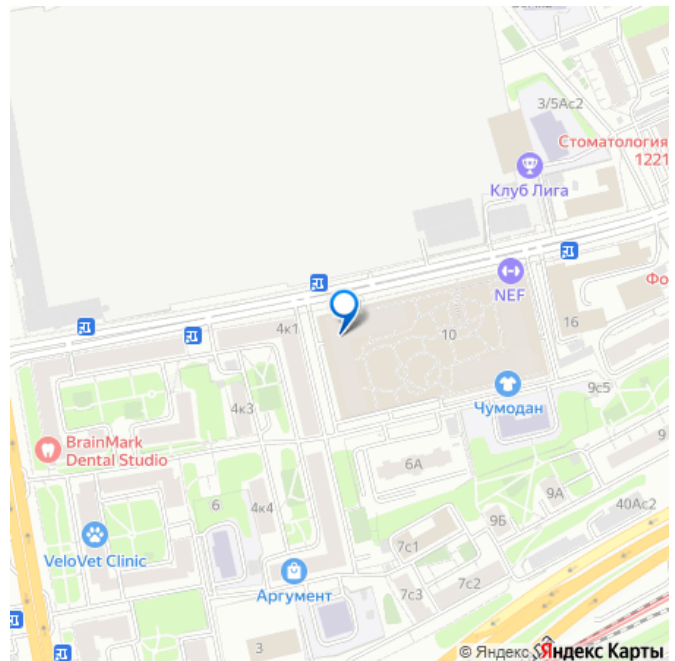 3/5Ас2
Стоматология
1221
Клуб Лига
NEF
Фо
4к1
10
16
Чумодан
9с5
4к3
BrainMark
Dental Studio
6А
9
9А
40Ас2
6
4к4
9Б
VeloVet Clinic
7с1
7с2
Аргумент
7с3
3
© Яндекс
Яндекс Карты